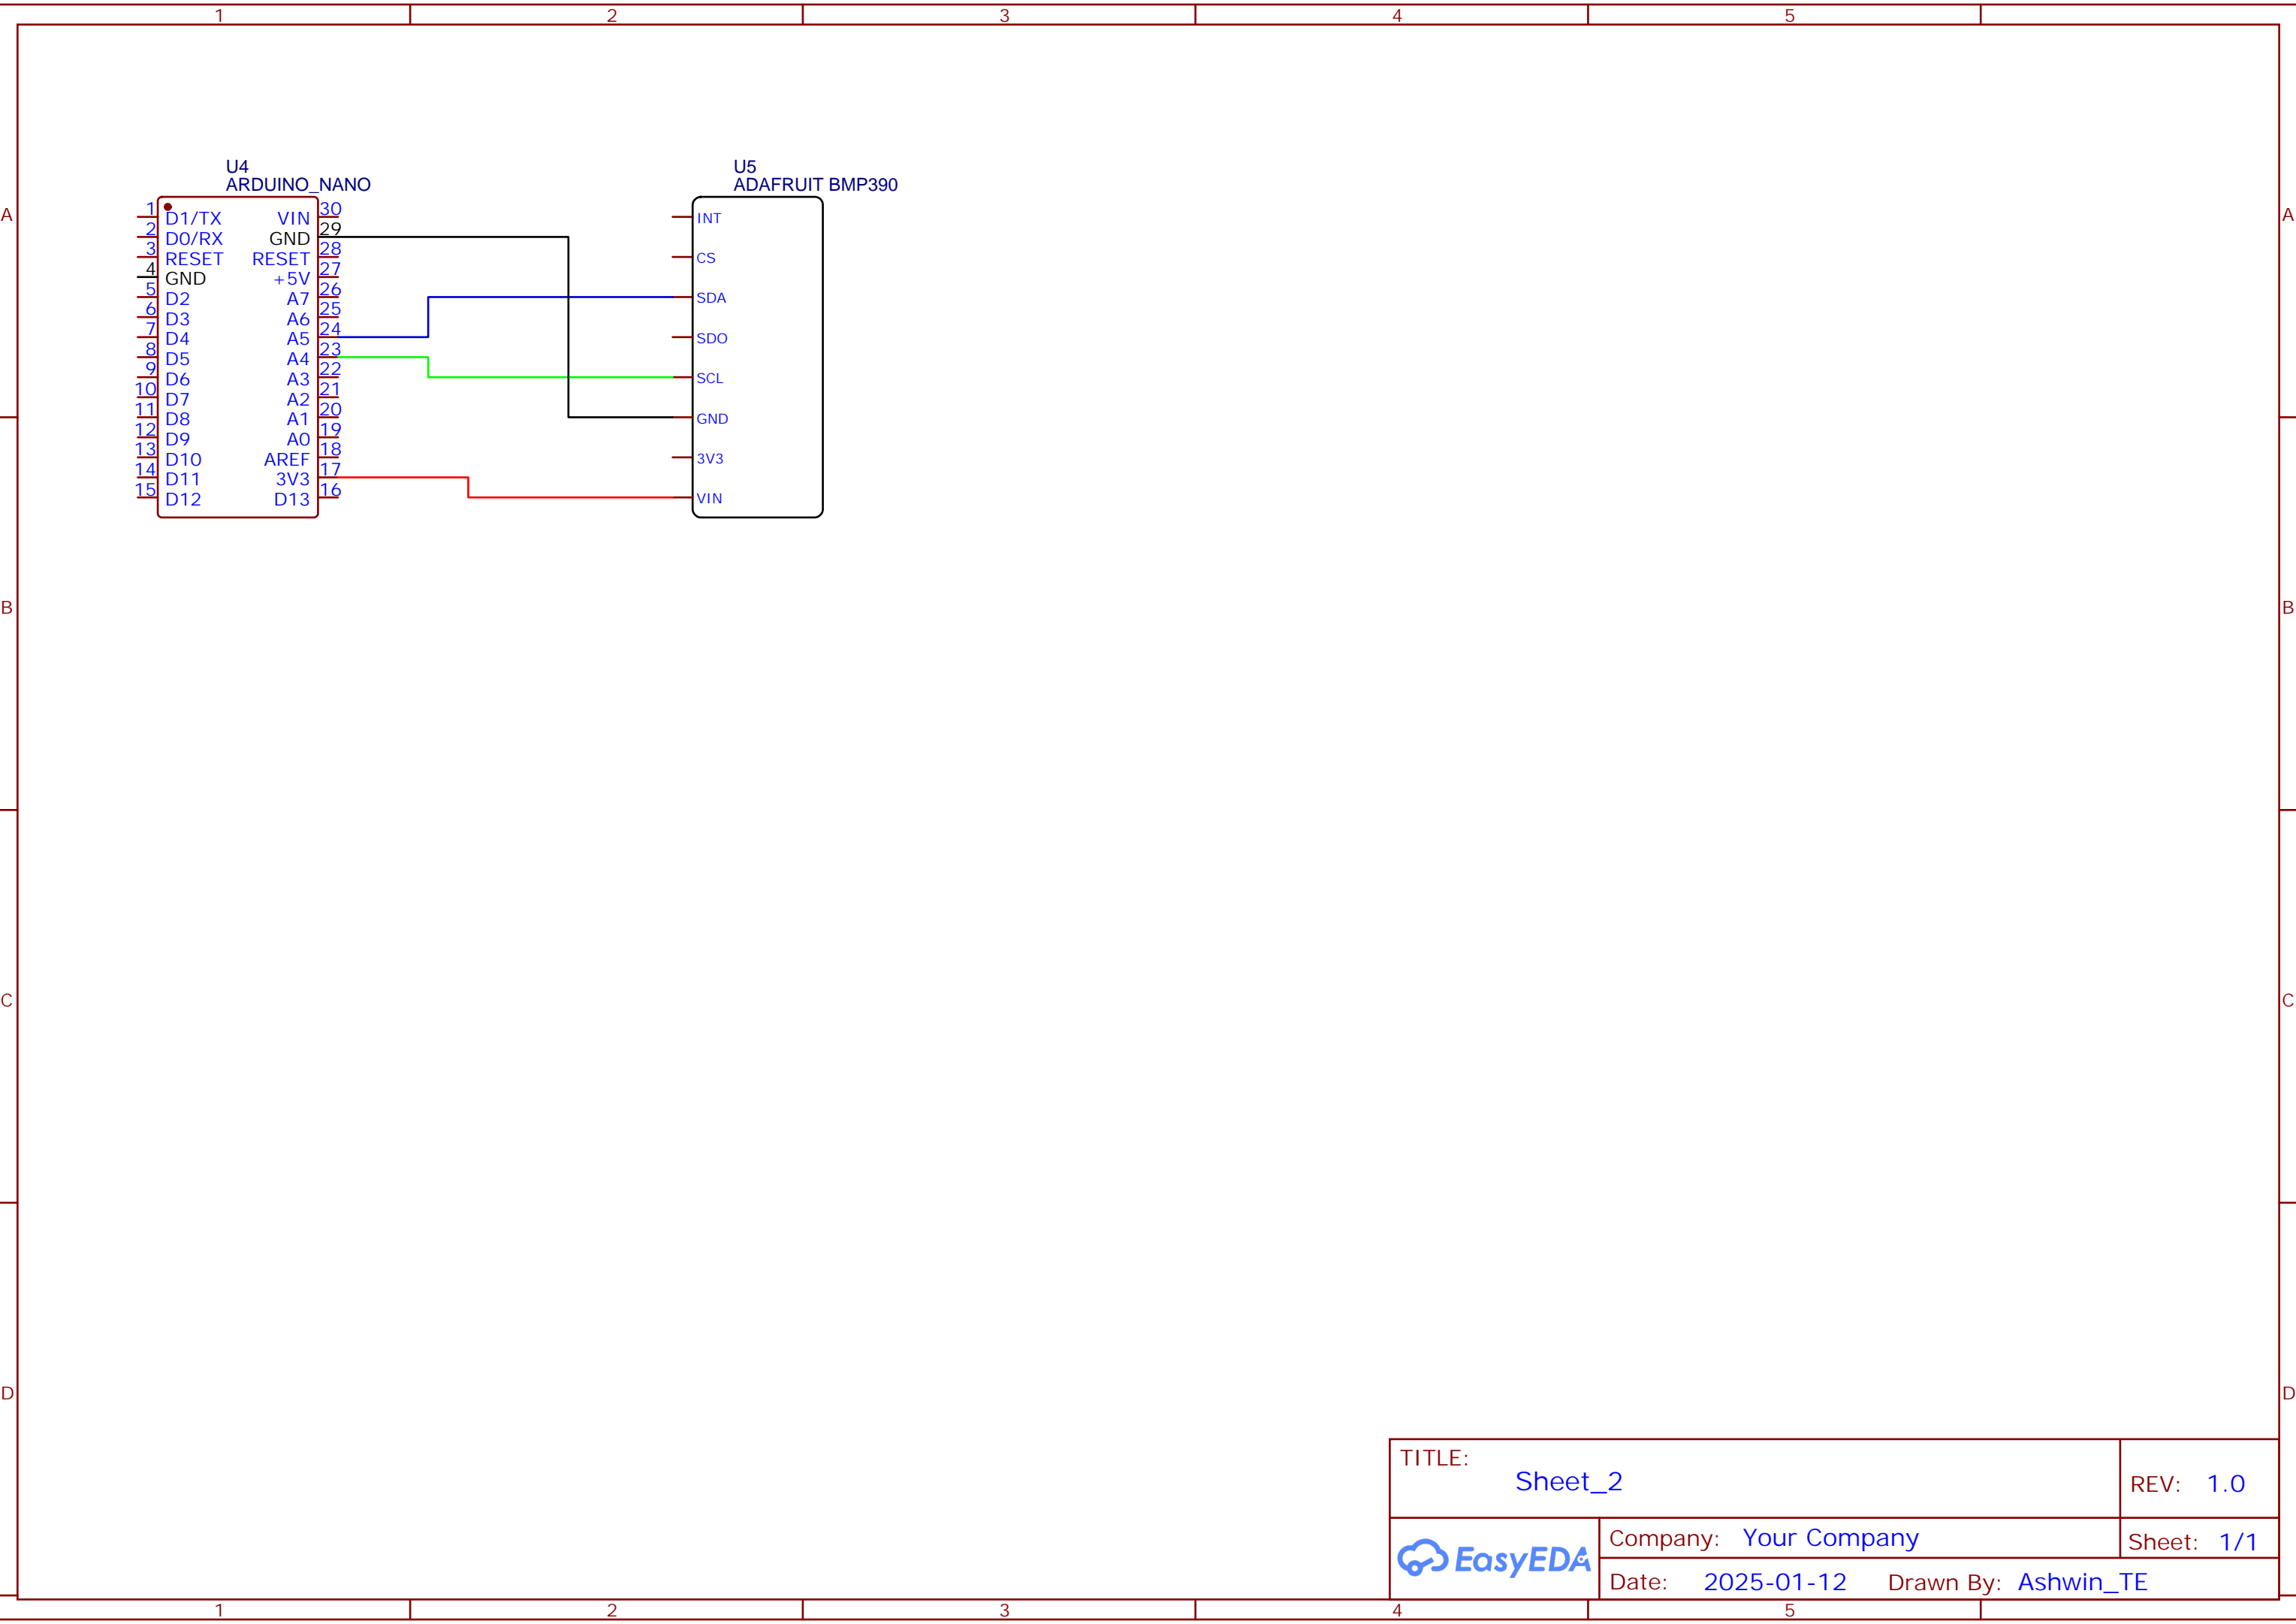 1 2 3 4 5
A A
U4 U5
ARDUINO_NANO ADAFRUIT BMP390
1 D1/TX VIN 30
2 D0/RX GND 29
3 RESET RESET 28
4 GND +5V 27
5 D2 A7 26
6 D3 A6 25
7 D4 A5 24
8 D5 A4 23
9 D6 A3 22
10 D7 A2 21
11 D8 A1 20
12 D9 A0 19
13 D10 AREF 18
14 D11 3V3 17
15 D12 D13 16
INT
CS
SDA
SDO
SCL
GND
3V3
VIN
B B
C C
D D
TITLE:
Sheet_2
REV: 1.0
EasyEDA
Company: Your Company
Sheet: 1/1
Date: 2025-01-12 Drawn By: Ashwin_TE
1 2 3 4 5